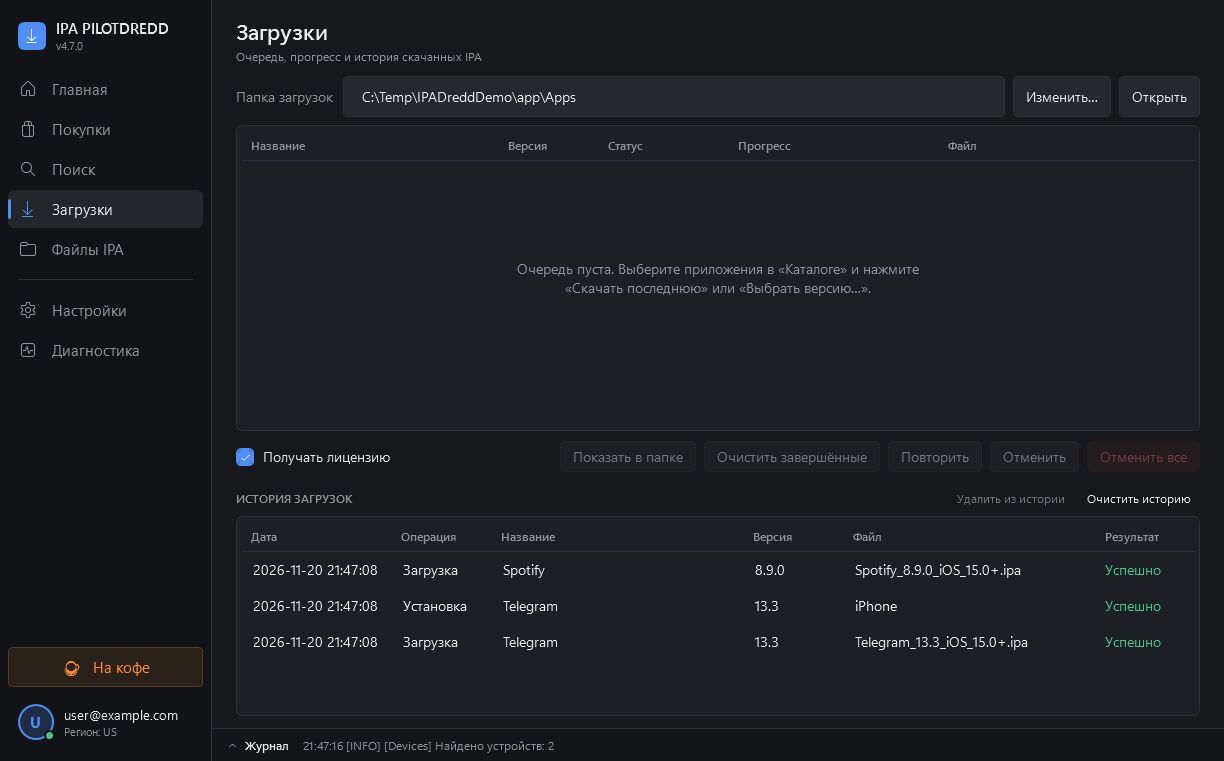 IPA PILOTDREDD
v4.7.0
Главная
Покупки
Поиск
Загрузки
Файлы IPA
Настройки
Диагностика
На кофе
U
user@example.com
Регион: US
Загрузки
Очередь, прогресс и история скачанных IPA
Папка загрузок C:\Temp\IPADreddDemo\app\Apps Изменить... Открыть
Название Версия Статус Прогресс Файл
Очередь пуста. Выберите приложения в «Каталоге» и нажмите
«Скачать последнюю» или «Выбрать версию...».
Получать лицензию Показать в папке Очистить завершённые Повторить Отменить Отменить все
ИСТОРИЯ ЗАГРУЗОК Удалить из истории Очистить историю
Дата Операция Название Версия Файл Результат
2026-11-20 21:47:08 Загрузка Spotify 8.9.0 Spotify_8.9.0_iOS_15.0+.ipa Успешно
2026-11-20 21:47:08 Установка Telegram 13.3 iPhone Успешно
2026-11-20 21:47:08 Загрузка Telegram 13.3 Telegram_13.3_iOS_15.0+.ipa Успешно
Журнал 21:47:16 [INFO] [Devices] Найдено устройств: 2